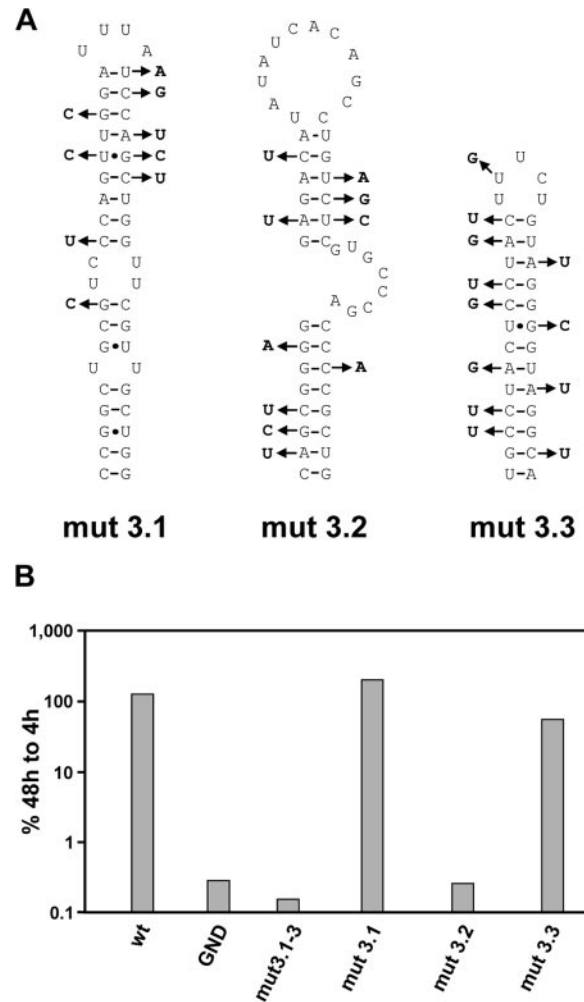 A
U U
U A
A–U→A
G–C→G
C←G–C
U–A→U
C←U•G→C
G–C→U
A–U
C–G
U←C–G
C U
U U
C←G–C
C–G
G•U
U U
C–G
G–C
G•U
C–G
C–G
mut 3.1
U A U A U C A C A G C C
A–U
U←C–G
A–U→A
G–C→G
U←A–U→C
C–G G U G C C C G A
G–C
A←G–C
G–C→A
G–C
U←C–G
C←G–C
U←A–U
C–G
mut 3.2
G←U U U C U
U←C–G
G←A–U
U–A→U
U←C–G
G←C–G
U•G→C
C–G
G←A–U
U–A→U
U←C–G
U←C–G
G–C→U
U–A
mut 3.3
B
% 48h to 4h
1,000
100
10
1
0.1
wt
GND
mut3.1-3
mut 3.1
mut 3.2
mut 3.3